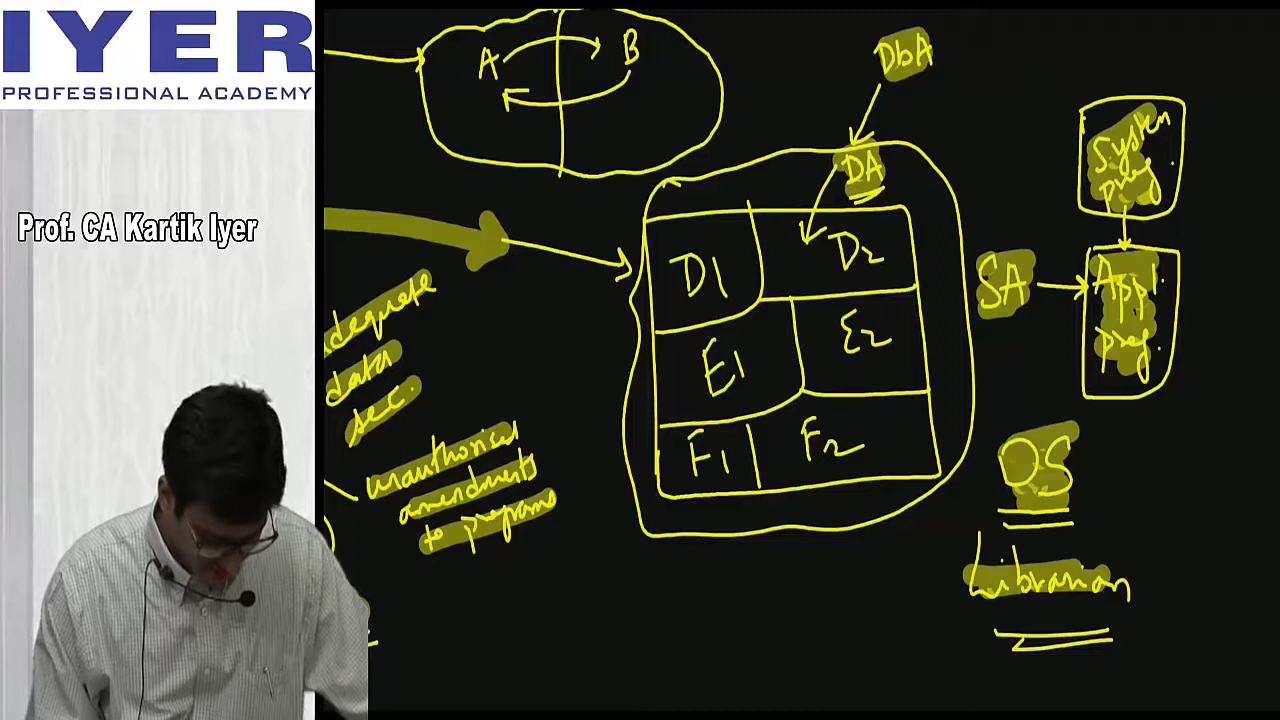 IYER
PROFESSIONAL ACADEMY
Prof. CA Kartik Iyer
A B
DbA
DA
D1 D2
E1 E2
F1 F2
System
prog.
SA
Appl.
prog.
adequate
data
sec.
unauthorised
amendments
to programs
OS
Librarian